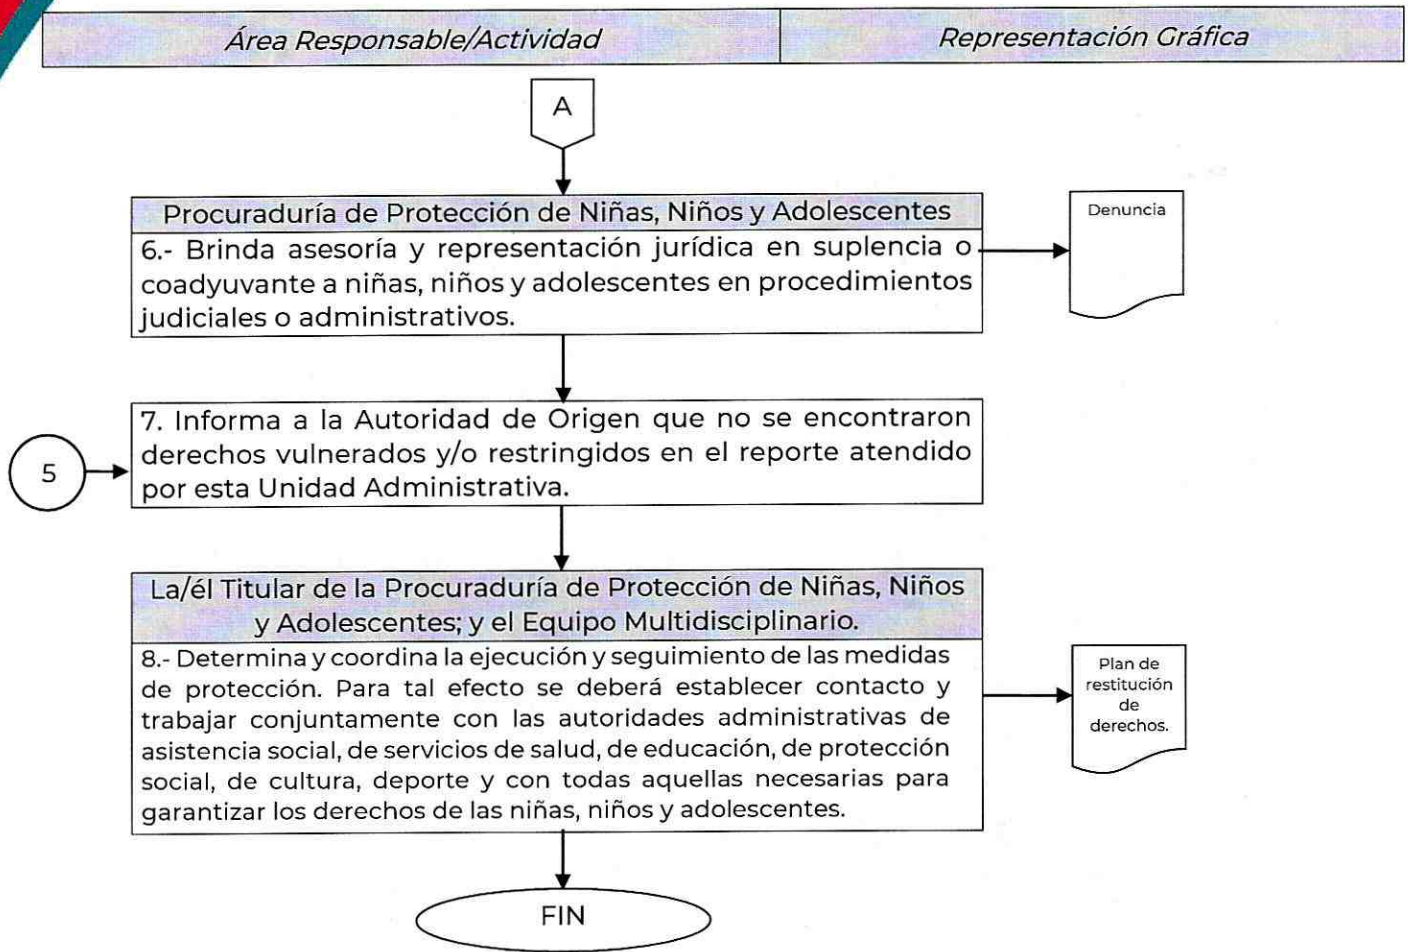 Área Responsable/Actividad
Representación Gráfica
A
Procuraduría de Protección de Niñas, Niños y Adolescentes
6.- Brinda asesoría y representación jurídica en suplencia o
coadyuvante a niñas, niños y adolescentes en procedimientos
judiciales o administrativos.
Denuncia
7. Informa a la Autoridad de Origen que no se encontraron
derechos vulnerados y/o restringidos en el reporte atendido
por esta Unidad Administrativa.
5
La/él Titular de la Procuraduría de Protección de Niñas, Niños
y Adolescentes; y el Equipo Multidisciplinario.
8.- Determina y coordina la ejecución y seguimiento de las medidas
de protección. Para tal efecto se deberá establecer contacto y
trabajar conjuntamente con las autoridades administrativas de
asistencia social, de servicios de salud, de educación, de protección
social, de cultura, deporte y con todas aquellas necesarias para
garantizar los derechos de las niñas, niños y adolescentes.
Plan de
restitución
de
derechos.
FIN